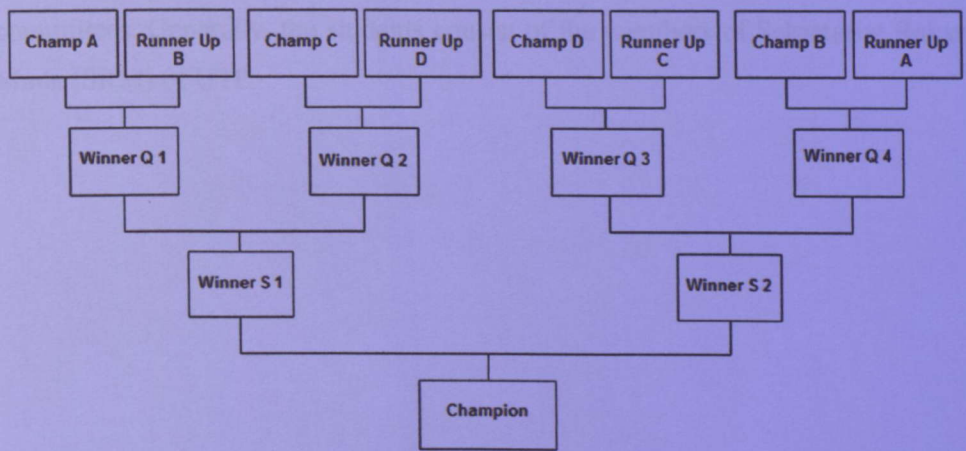 Champ A
Runner Up
B
Champ C
Runner Up
D
Champ D
Runner Up
C
Champ B
Runner Up
A
Winner Q 1
Winner Q 2
Winner Q 3
Winner Q 4
Winner S 1
Winner S 2
Champion